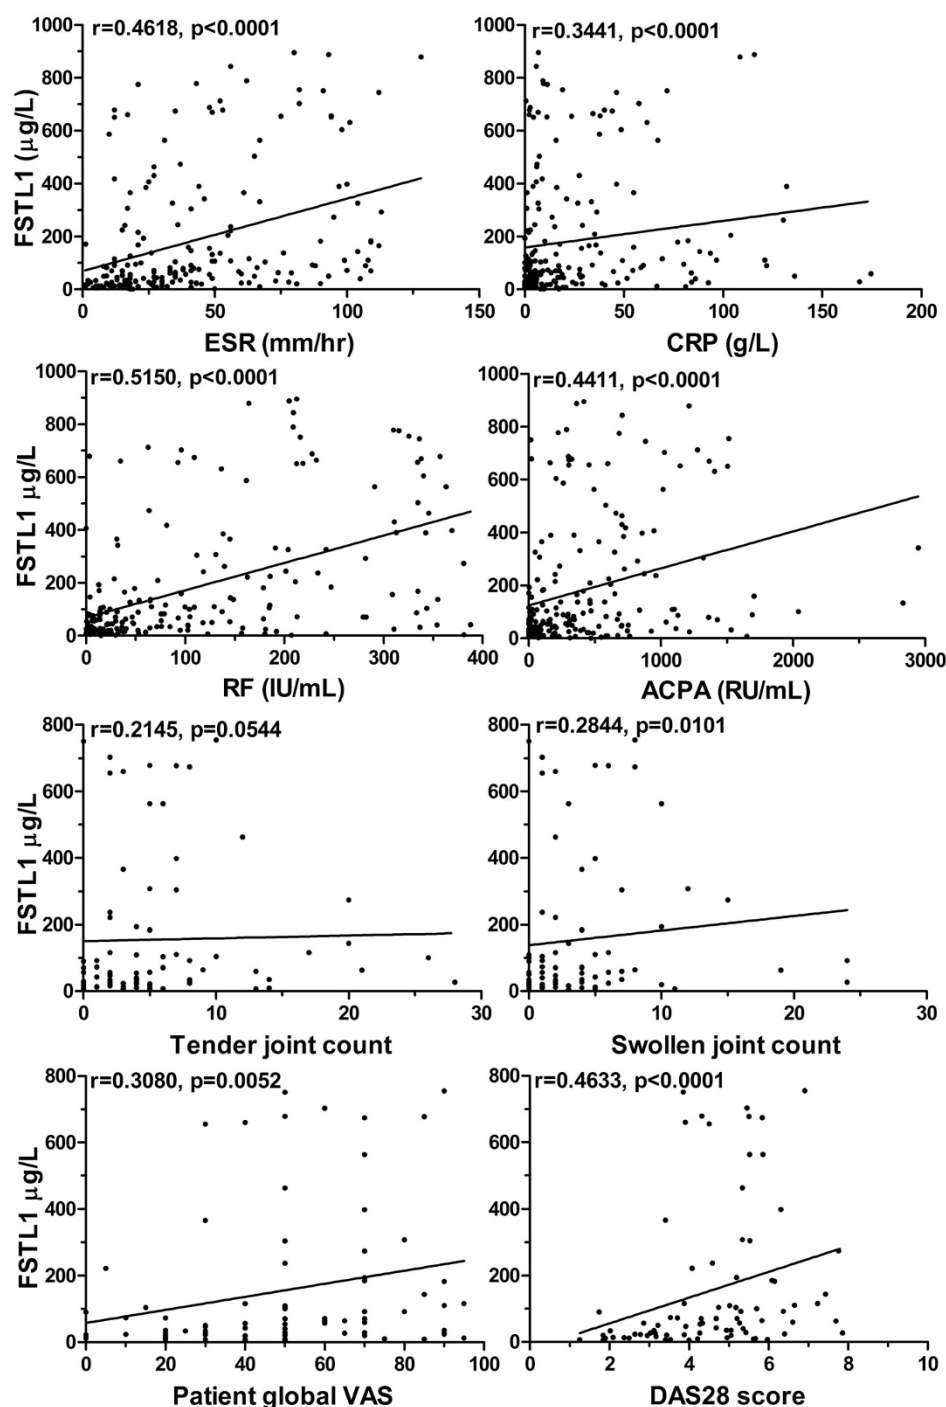 r=0.4618, p<0.0001
FSTL1 (μg/L)
1000
800
600
400
200
0
0 50 100 150
ESR (mm/hr)
r=0.3441, p<0.0001
1000
800
600
400
200
0
0 50 100 150 200
CRP (g/L)
r=0.5150, p<0.0001
FSTL1 μg/L
1000
800
600
400
200
0
0 100 200 300 400
RF (IU/mL)
r=0.4411, p<0.0001
1000
800
600
400
200
0
0 1000 2000 3000
ACPA (RU/mL)
r=0.2145, p=0.0544
FSTL1 μg/L
800
600
400
200
0
0 10 20 30
Tender joint count
r=0.2844, p=0.0101
800
600
400
200
0
0 10 20 30
Swollen joint count
r=0.3080, p=0.0052
FSTL1 μg/L
800
600
400
200
0
0 20 40 60 80 100
Patient global VAS
r=0.4633, p<0.0001
800
600
400
200
0
0 2 4 6 8 10
DAS28 score